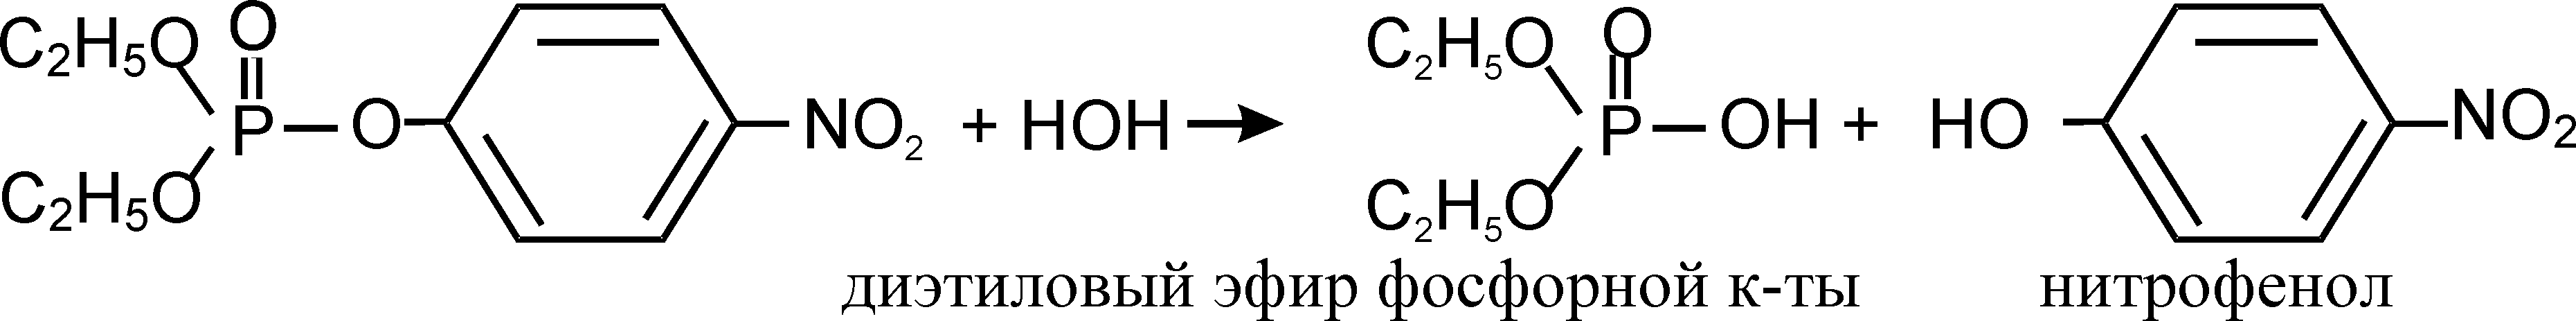 C₂H₅O O C₂H₅O O
P O NO₂ + HOH P OH + HO NO₂
C₂H₅O C₂H₅O
диэтиловый эфир фосфорной к-ты нитрофенол